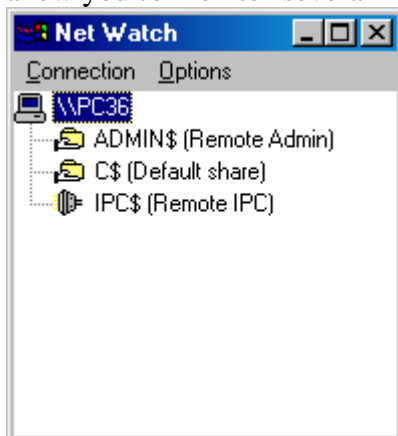 Net Watch
Connection Options
\\PC36
ADMIN$ (Remote Admin)
C$ (Default share)
IPC$ (Remote IPC)